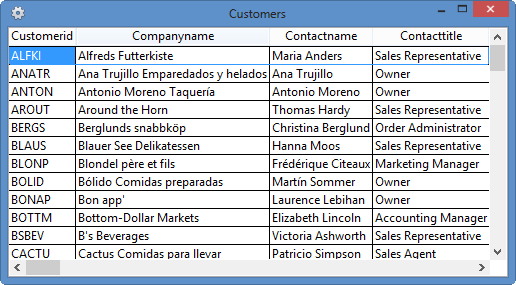 Customers
Customerid Companyname Contactname Contacttitle
ALFKI Alfreds Futterkiste Maria Anders Sales Representative
ANATR Ana Trujillo Emparedados y helados Ana Trujillo Owner
ANTON Antonio Moreno Taquería Antonio Moreno Owner
AROUT Around the Horn Thomas Hardy Sales Representative
BERGS Berglunds snabbköp Christina Berglund Order Administrator
BLAUS Blauer See Delikatessen Hanna Moos Sales Representative
BLONP Blondel père et fils Frédérique Citeaux Marketing Manager
BOLID Bólido Comidas preparadas Martín Sommer Owner
BONAP Bon app' Laurence Lebihan Owner
BOTTM Bottom-Dollar Markets Elizabeth Lincoln Accounting Manager
BSBEV B's Beverages Victoria Ashworth Sales Representative
CACTU Cactus Comidas para llevar Patricio Simpson Sales Agent